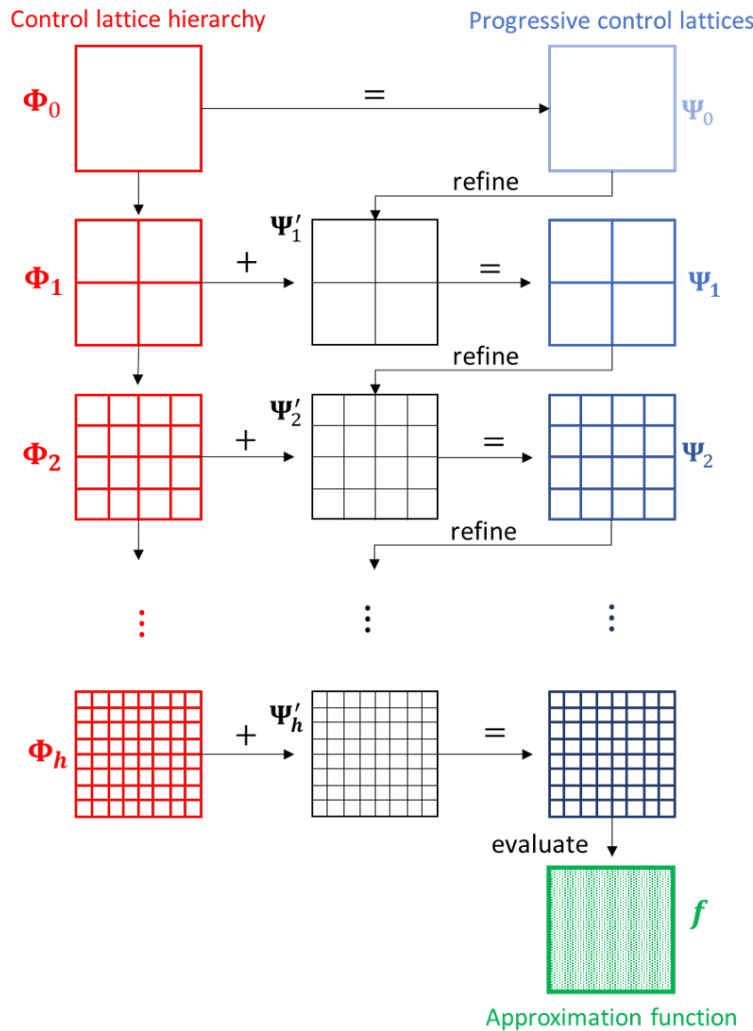 Control lattice hierarchy
Progressive control lattices
Φ₀
=
Ψ₀
refine
Φ₁
+
Ψ′₁
=
Ψ₁
refine
Φ₂
+
Ψ′₂
=
Ψ₂
refine
⋮ ⋮ ⋮
Φₕ
+
Ψ′ₕ
=
evaluate
f
Approximation function